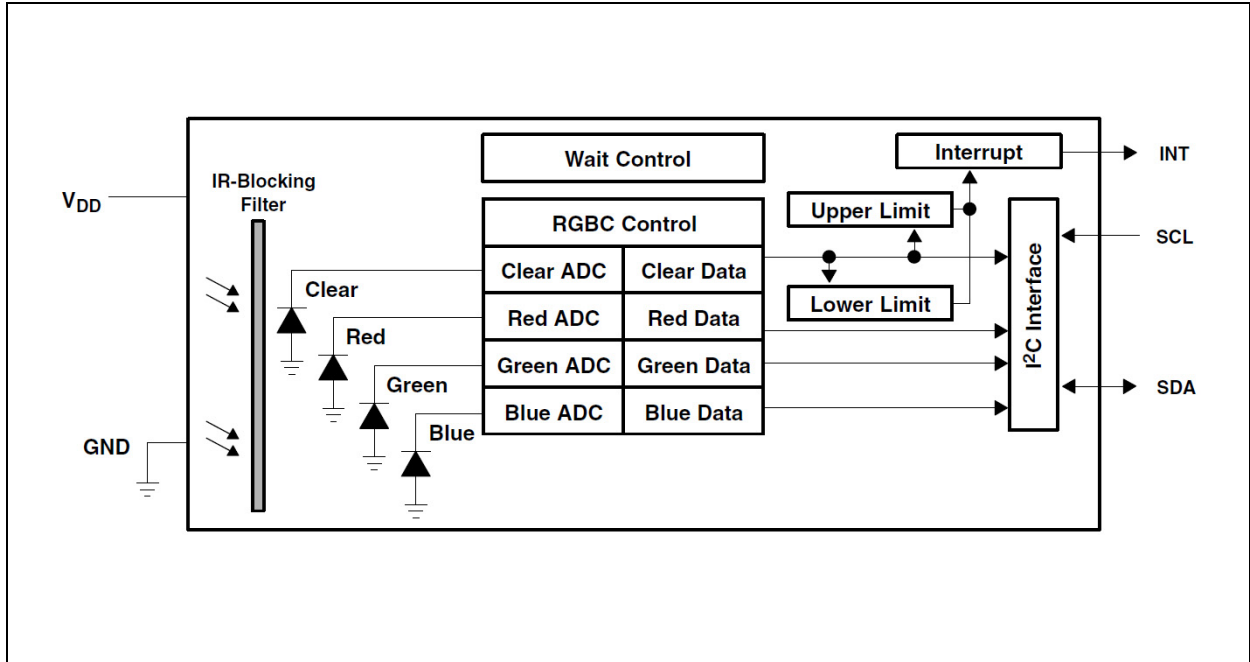 Wait Control
Interrupt
INT
IR-Blocking
Filter
VDD
Upper Limit
RGBC Control
SCL
Clear ADC
Clear Data
Clear
Lower Limit
Red ADC
Red Data
Red
I²C Interface
Green ADC
Green Data
Green
SDA
Blue ADC
Blue Data
Blue
GND